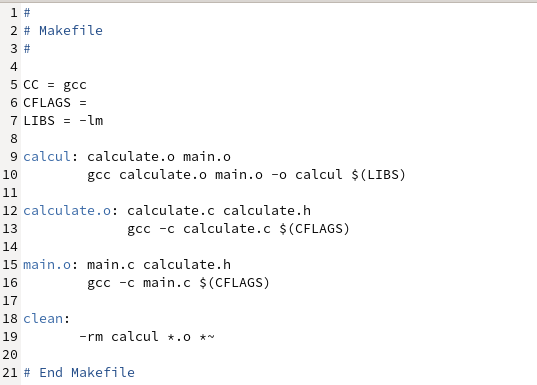 1 #
2 # Makefile
3 #
4
5 CC = gcc
6 CFLAGS =
7 LIBS = -lm
8
9 calcul: calculate.o main.o
10         gcc calculate.o main.o -o calcul $(LIBS)
11
12 calculate.o: calculate.c calculate.h
13              gcc -c calculate.c $(CFLAGS)
14
15 main.o: main.c calculate.h
16         gcc -c main.c $(CFLAGS)
17
18 clean:
19        -rm calcul *.o *~
20
21 # End Makefile